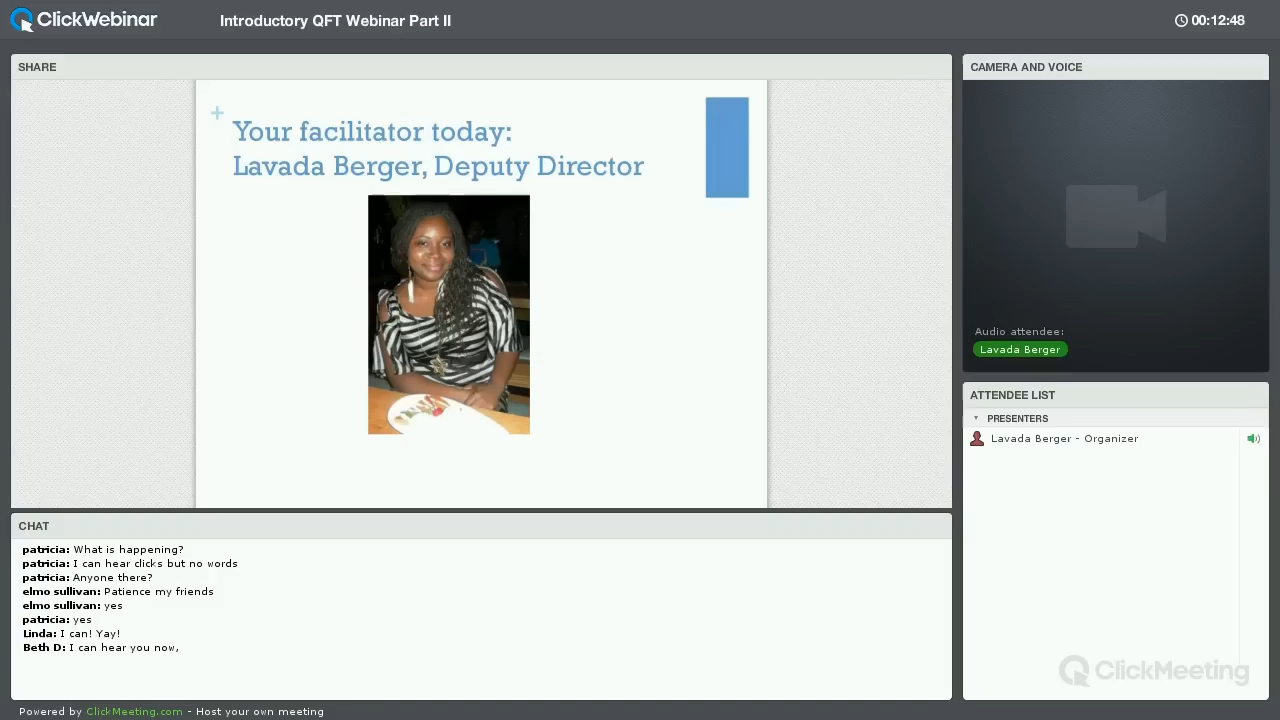 ClickWebinar
Introductory QFT Webinar Part II
00:12:48
SHARE
+
Your facilitator today:
Lavada Berger, Deputy Director
CAMERA AND VOICE
Audio attendee:
Lavada Berger
ATTENDEE LIST
PRESENTERS
Lavada Berger - Organizer
CHAT
patricia: What is happening?
patricia: I can hear clicks but no words
patricia: Anyone there?
elmo sullivan: Patience my friends
elmo sullivan: yes
patricia: yes
Linda: I can! Yay!
Beth D: I can hear you now,
ClickMeeting
Powered by ClickMeeting.com - Host your own meeting